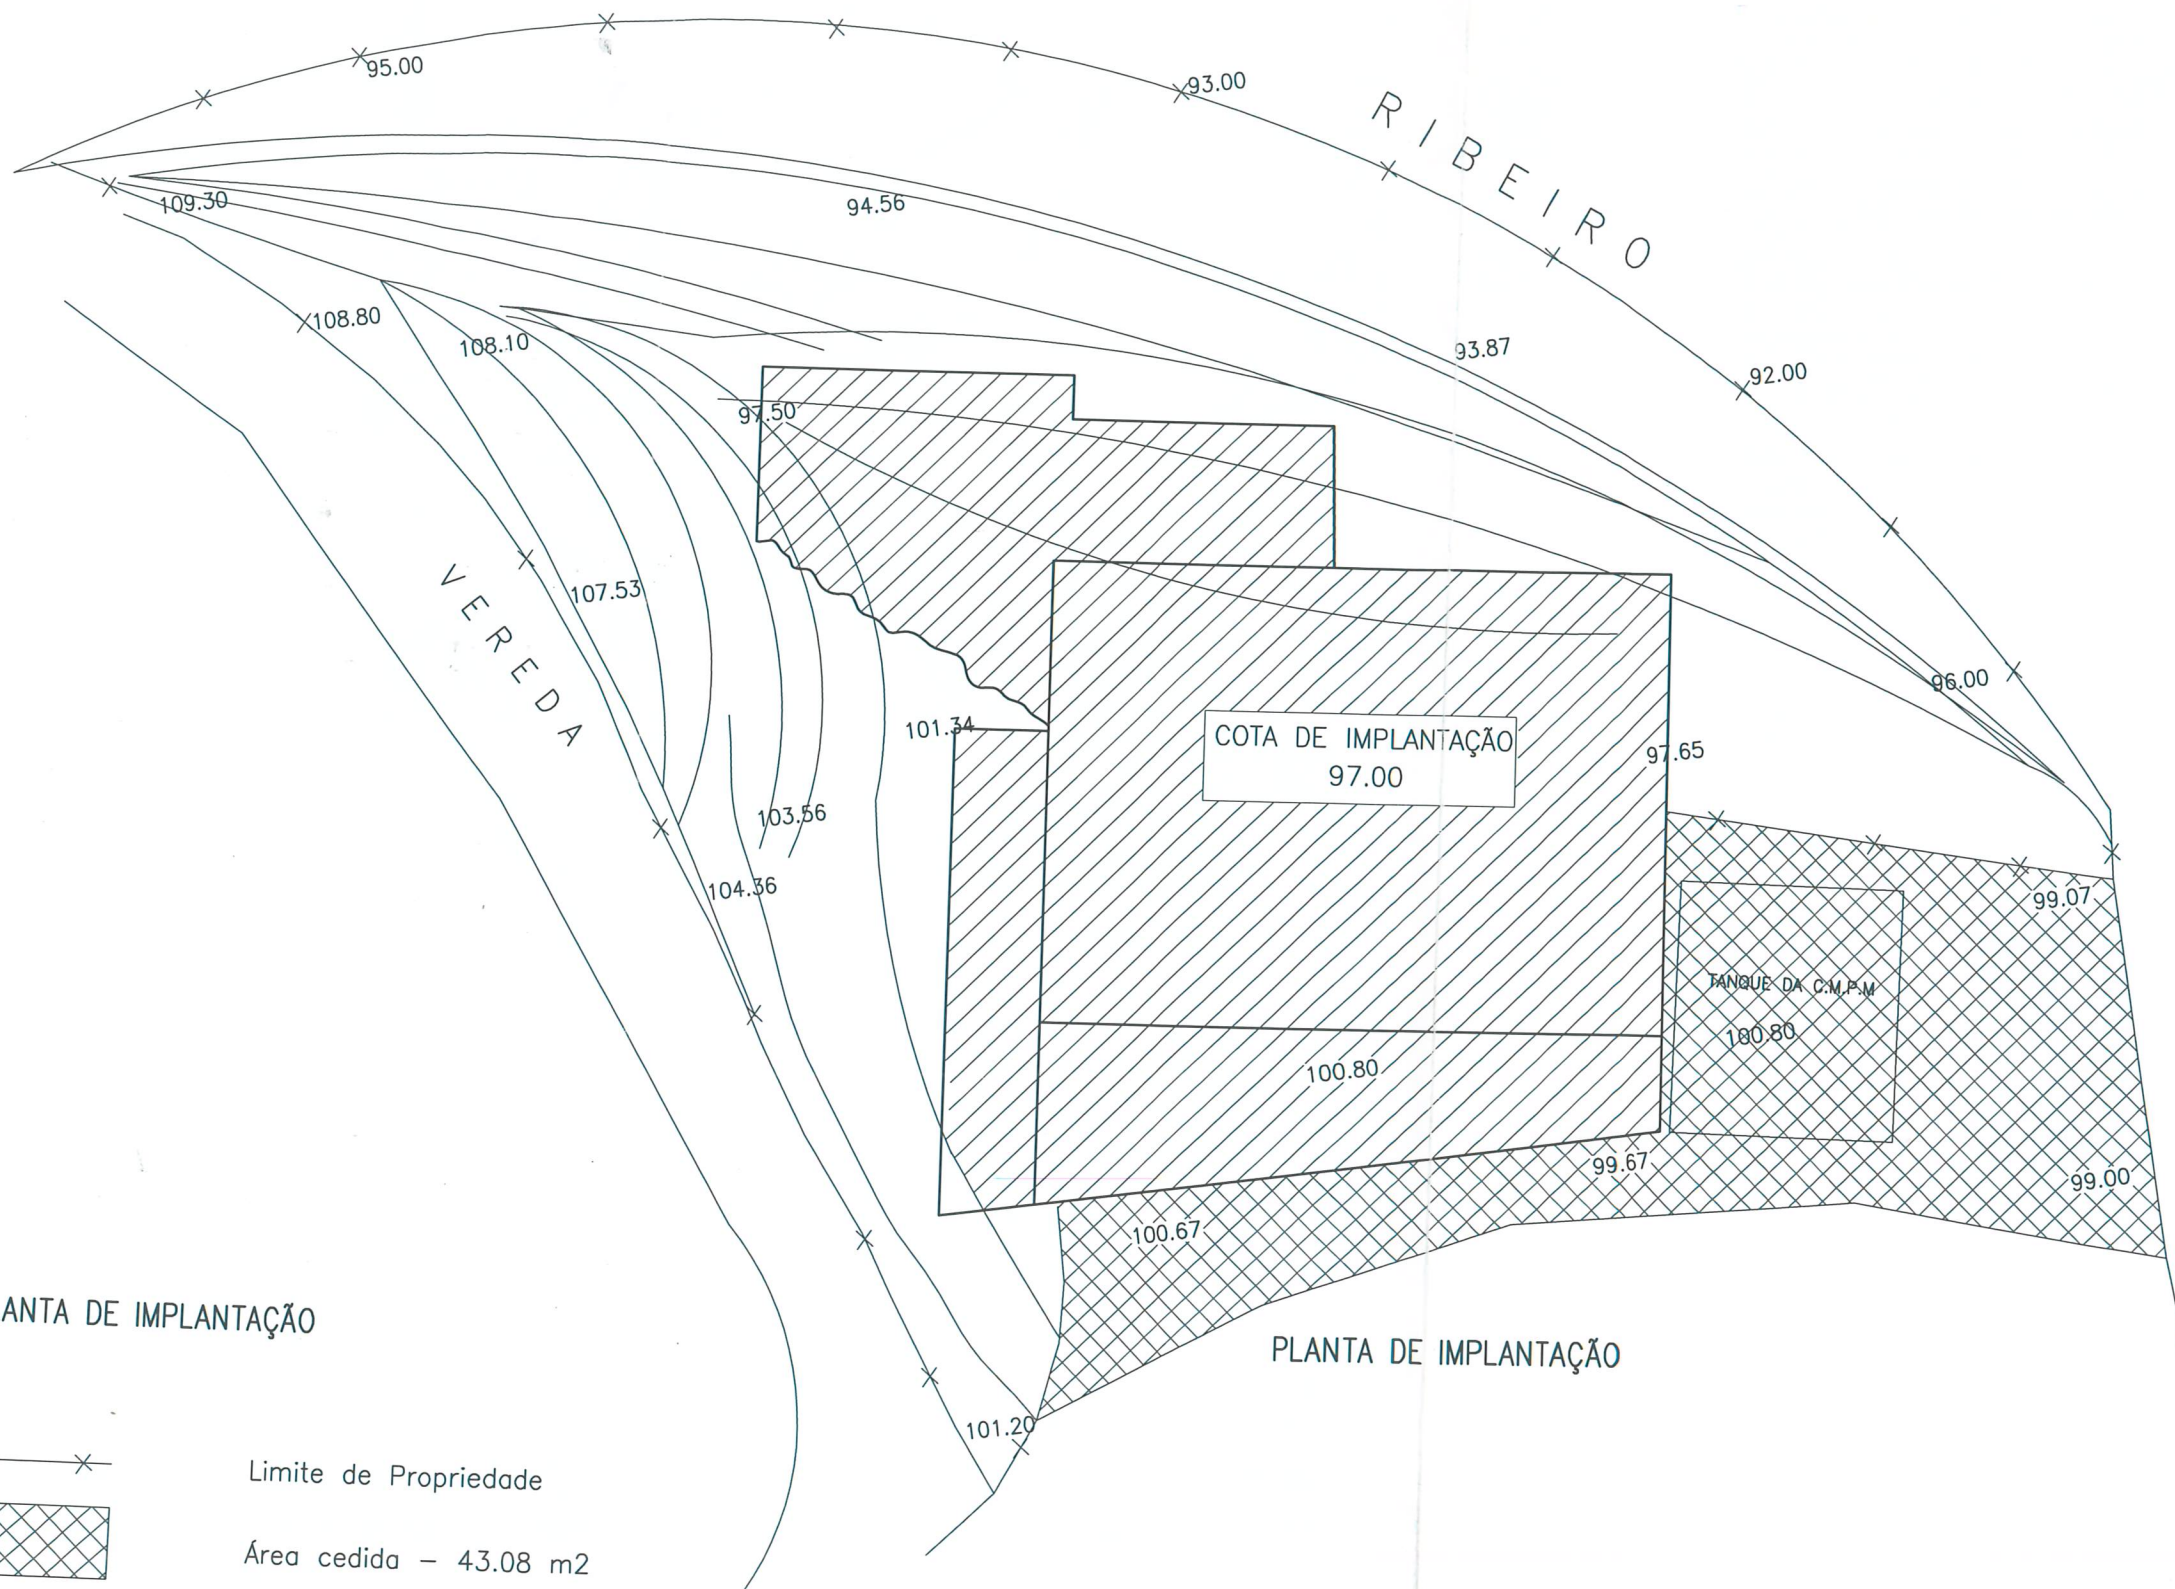 95.00
93.00
RIBEIRO
109.30
94.56
108.80
108.10
93.87
92.00
97.50
107.53
VEREDA
96.00
101.34
COTA DE IMPLANTAÇÃO
97.00
97.65
103.56
104.36
99.07
TANQUE DA C.M.P.M
100.80
100.80
99.67
99.00
100.67
ANTA DE IMPLANTAÇÃO
PLANTA DE IMPLANTAÇÃO
101.20
Limite de Propriedade
Área cedida – 43.08 m2